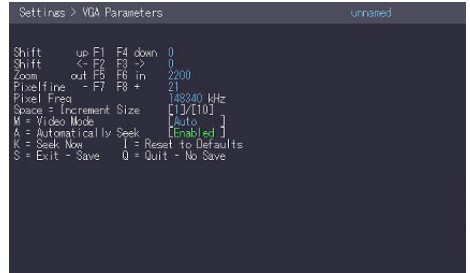 Settings > VGA Parameters unnamed
Shift up F1 F4 down 0
Shift <- F2 F3 -> 0
Zoom out F5 F6 in 2200
Pixelfine - F7 F8 + 21
Pixel Freq 148340 kHz
Space = Increment Size [1]/[10]
M = Video Mode [Auto ]
A = Automatically Seek [Enabled ]
K = Seek Now I = Reset to Defaults
S = Exit - Save Q = Quit - No Save